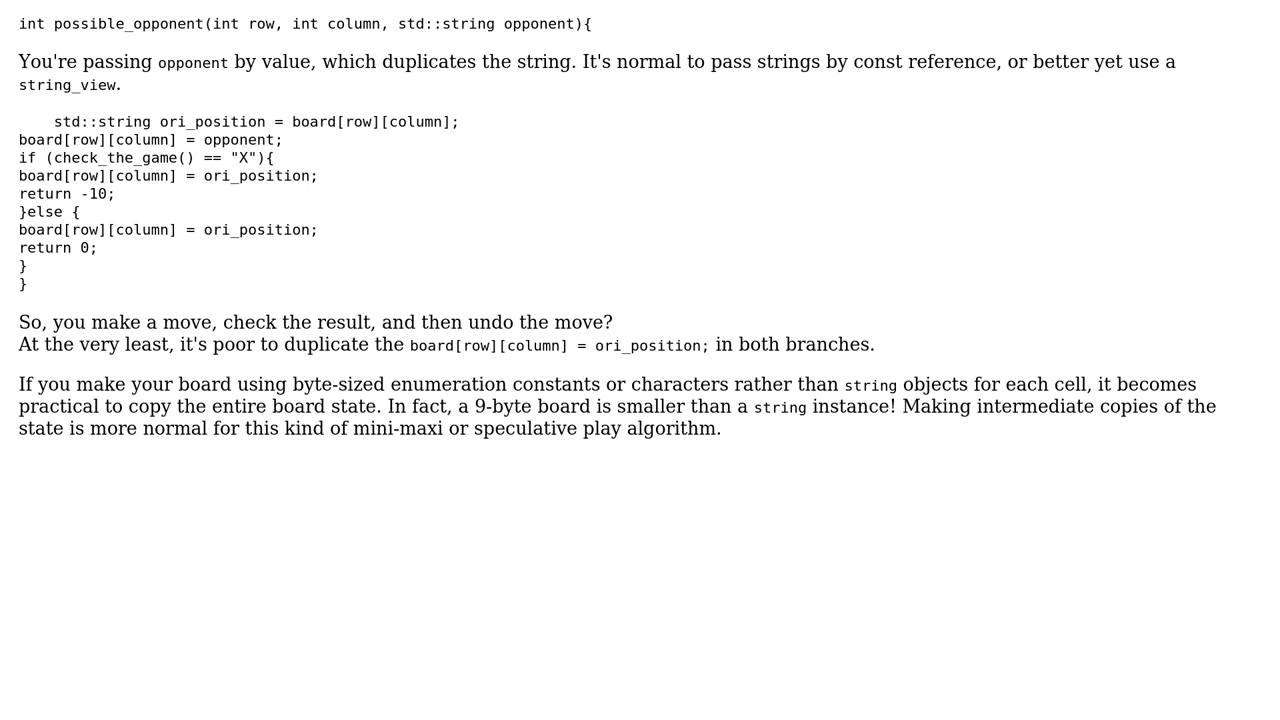 int possible_opponent(int row, int column, std::string opponent){
You're passing opponent by value, which duplicates the string. It's normal to pass strings by const reference, or better yet use a
string_view.
    std::string ori_position = board[row][column];
board[row][column] = opponent;
if (check_the_game() == "X"){
board[row][column] = ori_position;
return -10;
}else {
board[row][column] = ori_position;
return 0;
}
}
So, you make a move, check the result, and then undo the move?
At the very least, it's poor to duplicate the board[row][column] = ori_position; in both branches.
If you make your board using byte-sized enumeration constants or characters rather than string objects for each cell, it becomes
practical to copy the entire board state. In fact, a 9-byte board is smaller than a string instance! Making intermediate copies of the
state is more normal for this kind of mini-maxi or speculative play algorithm.